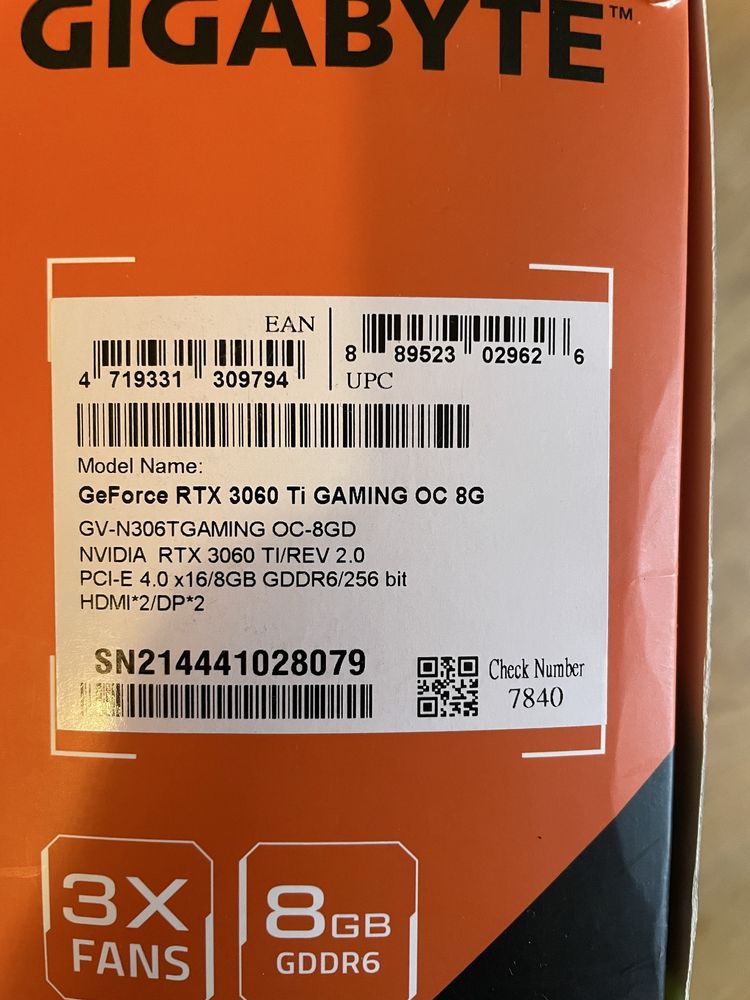 GIGABYTE™
EAN
4 719331 309794
8 89523 02962 6
UPC
Model Name:
GeForce RTX 3060 Ti GAMING OC 8G
GV-N306TGAMING OC-8GD
NVIDIA RTX 3060 TI/REV 2.0
PCI-E 4.0 x16/8GB GDDR6/256 bit
HDMI*2/DP*2
SN214441028079
Check Number
7840
3X
FANS
8GB
GDDR6